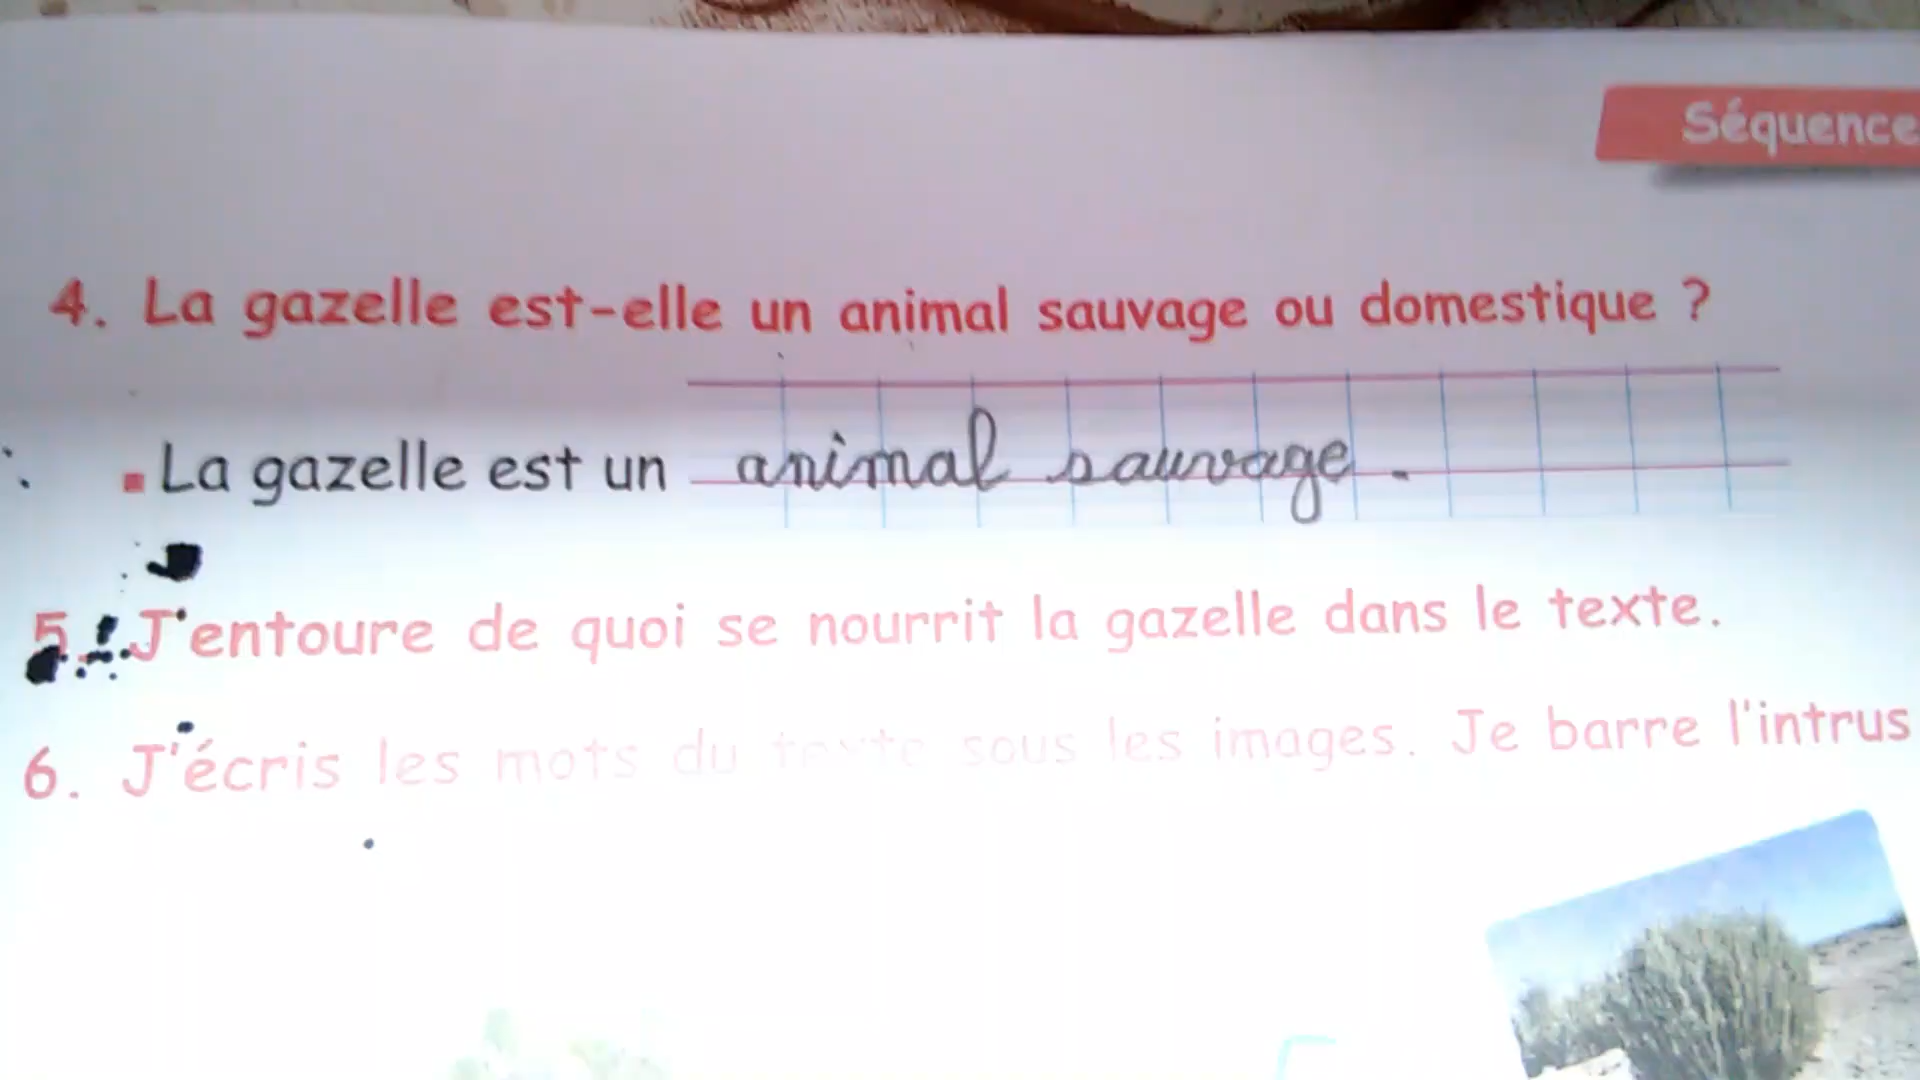 Séquence
4. La gazelle est-elle un animal sauvage ou domestique ?
▪ La gazelle est un animal sauvage.
5. J'entoure de quoi se nourrit la gazelle dans le texte.
6. J'écris les mots du texte sous les images. Je barre l'intrus